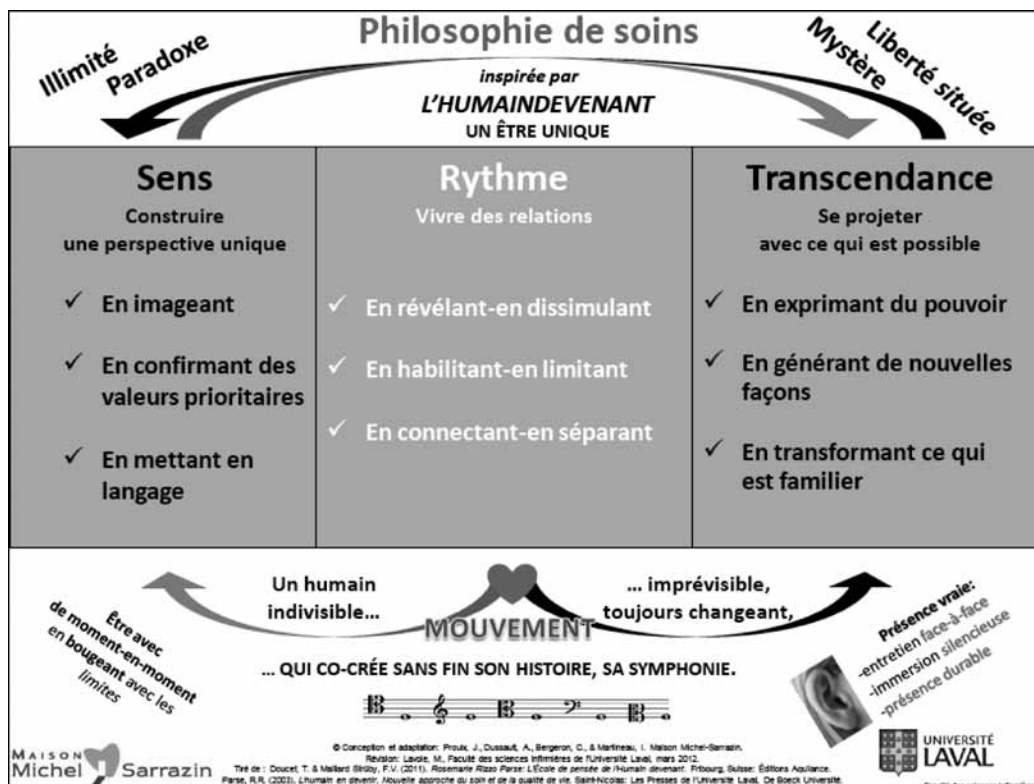 Philosophie de soins
Illimité
Paradoxe
Mystère
Liberté située
inspirée par
L'HUMAINDEVENANT
UN ÊTRE UNIQUE
Sens
Construire
une perspective unique
✓ En imageant
✓ En confirmant des
valeurs prioritaires
✓ En mettant en
langage
Rythme
Vivre des relations
✓ En révélant-en dissimulant
✓ En habilitant-en limitant
✓ En connectant-en séparant
Transcendance
Se projeter
avec ce qui est possible
✓ En exprimant du pouvoir
✓ En générant de nouvelles
façons
✓ En transformant ce qui
est familier
Un humain
indivisible...
... imprévisible,
toujours changeant,
MOUVEMENT
Être avec
de moment-en-moment
en bougeant avec les
limites
Présence vraie:
-entretien face-à-face
-immersion silencieuse
-présence durable
... QUI CO-CRÉE SANS FIN SON HISTOIRE, SA SYMPHONIE.
MAISON
Michel Sarrazin
© Conception et adaptation: Proulx, J., Dussault, A., Bergeron, C., & Martineau, I. Maison Michel-Sarrazin.
Révision: Lavoie, M., Faculté des sciences infirmières de l'Université Laval, mars 2012.
Tiré de : Doucet, T. & Maillard Strüby, F.V. (2011). Rosemarie Rizzo Parse: L'École de pensée de l'Humain devenant. Fribourg, Suisse: Éditions Aquilance.
Parse, R.R. (2003). L'humain en devenir. Nouvelle approche du soin et de la qualité de vie. Saint-Nicolas: Les Presses de l'Université Laval, De Boeck Université.
UNIVERSITÉ
LAVAL